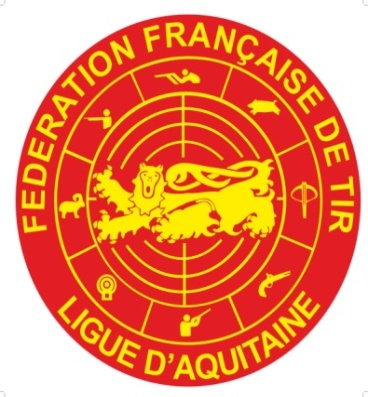 FEDERATION FRANÇAISE DE TIR
LIGUE D'AQUITAINE